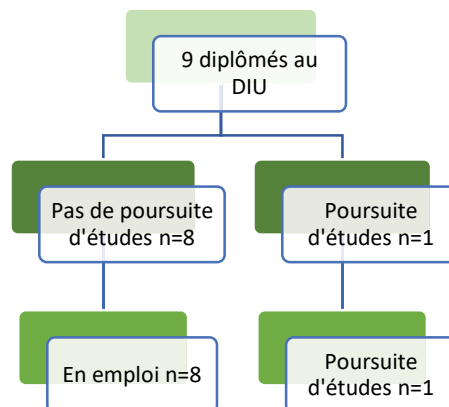 9 diplômés au
DIU
Pas de poursuite
d'études n=8
Poursuite
d'études n=1
En emploi n=8
Poursuite
d'études n=1